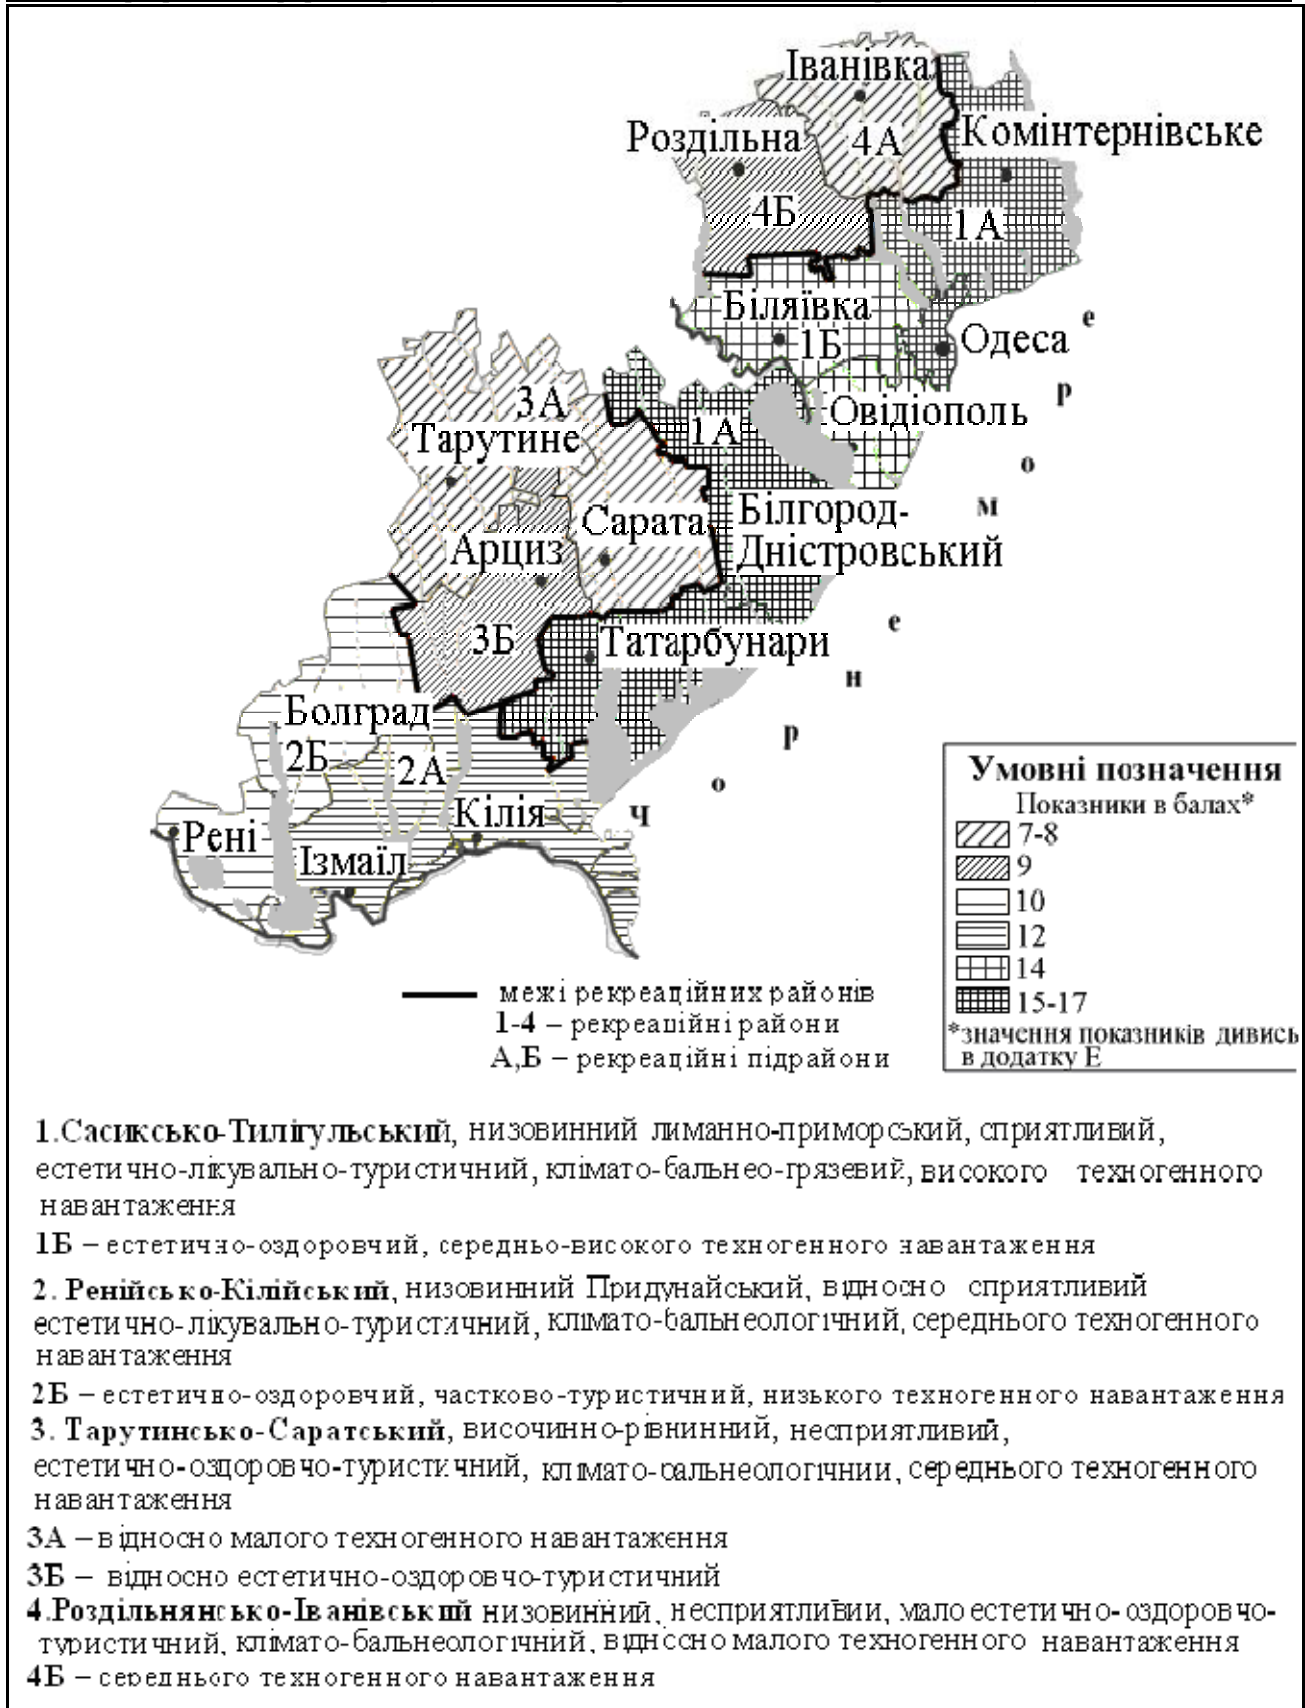 Іванівка
Роздільна
4А
Комінтернівське
4Б
1А
Біляївка
1Б
Одеса
3А
Тарутине
1А
Овідіополь
Сарата
Білгород-
Дністровський
Арциз
3Б
Татарбунари
Болград
2Б
2А
Кілія
Рені
Ізмаїл
Ч о р н е м о р е
Умовні позначення
Показники в балах*
7-8
9
10
12
14
15-17
*значення показників дивись
в додатку Е
межі рекреаційних районів
1-4 – рекреаційні райони
А,Б – рекреаційні підрайони
1.Сасиксько-Тилігульський, низовинний лиманно-приморський, сприятливий,
естетично-лікувально-туристичний, клімато-бальнео-грязевий, високого техногенного
навантаження
1Б – естетично-оздоровчий, середньо-високого техногенного навантаження
2. Ренійсько-Кілійський, низовинний Придунайський, відносно сприятливий
естетично-лікувально-туристичний, клімато-бальнеологічний, середнього техногенного
навантаження
2Б – естетично-оздоровчий, частково-туристичний, низького техногенного навантаження
3. Тарутинсько-Саратський, височинно-рівнинний, несприятливий,
естетично-оздоровчо-туристичний, клімато-бальнеологічний, середнього техногенного
навантаження
3А – відносно малого техногенного навантаження
3Б – відносно естетично-оздоровчо-туристичний
4.Роздільнянсько-Іванівський низовинний, несприятливий, мало естетично-оздоровчо-
туристичний, клімато-бальнеологічний, відносно малого техногенного навантаження
4Б – середнього техногенного навантаження